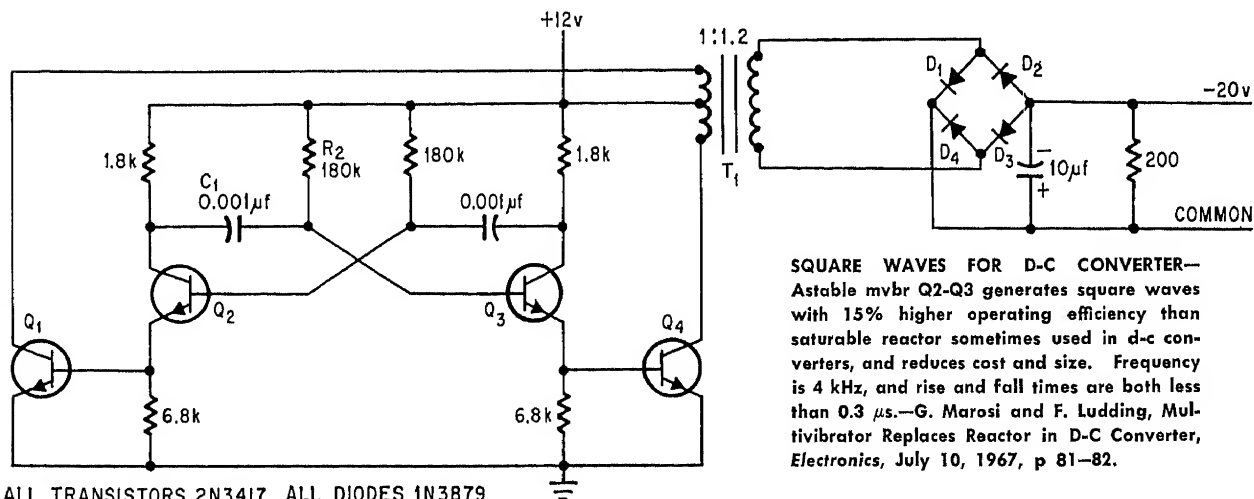 +12v
1:1.2
D1
D2
-20v
1.8k
R2
180k
180k
1.8k
D4
D3
-
10µf
+
200
T1
C1
0.001µf
0.001µf
COMMON
Q1
Q2
Q3
Q4
6.8k
6.8k
SQUARE WAVES FOR D-C CONVERTER—
Astable mvbr Q2-Q3 generates square waves
with 15% higher operating efficiency than
saturable reactor sometimes used in d-c con-
verters, and reduces cost and size. Frequency
is 4 kHz, and rise and fall times are both less
than 0.3 µs.—G. Marosi and F. Ludding, Mul-
tivibrator Replaces Reactor in D-C Converter,
Electronics, July 10, 1967, p 81–82.
ALL TRANSISTORS 2N3417, ALL DIODES 1N3879